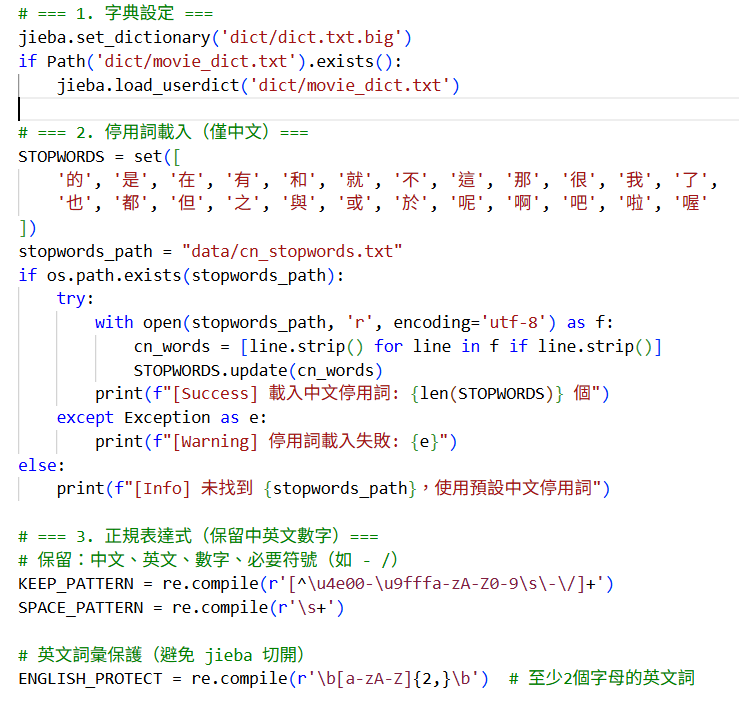 # === 1. 字典設定 ===
jieba.set_dictionary('dict/dict.txt.big')
if Path('dict/movie_dict.txt').exists():
    jieba.load_userdict('dict/movie_dict.txt')

# === 2. 停用詞載入（僅中文）===
STOPWORDS = set([
    '的', '是', '在', '有', '和', '就', '不', '這', '那', '很', '我', '了',
    '也', '都', '但', '之', '與', '或', '於', '呢', '啊', '吧', '啦', '喔'
])
stopwords_path = "data/cn_stopwords.txt"
if os.path.exists(stopwords_path):
    try:
        with open(stopwords_path, 'r', encoding='utf-8') as f:
            cn_words = [line.strip() for line in f if line.strip()]
            STOPWORDS.update(cn_words)
        print(f"[Success] 載入中文停用詞: {len(STOPWORDS)} 個")
    except Exception as e:
        print(f"[Warning] 停用詞載入失敗: {e}")
else:
    print(f"[Info] 未找到 {stopwords_path}，使用預設中文停用詞")

# === 3. 正規表達式（保留中英文數字）===
# 保留：中文、英文、數字、必要符號（如 - /）
KEEP_PATTERN = re.compile(r'[^\u4e00-\u9fffa-zA-Z0-9\s\-\/]+')
SPACE_PATTERN = re.compile(r'\s+')

# 英文詞彙保護（避免 jieba 切開）
ENGLISH_PROTECT = re.compile(r'\b[a-zA-Z]{2,}\b')  # 至少2個字母的英文詞